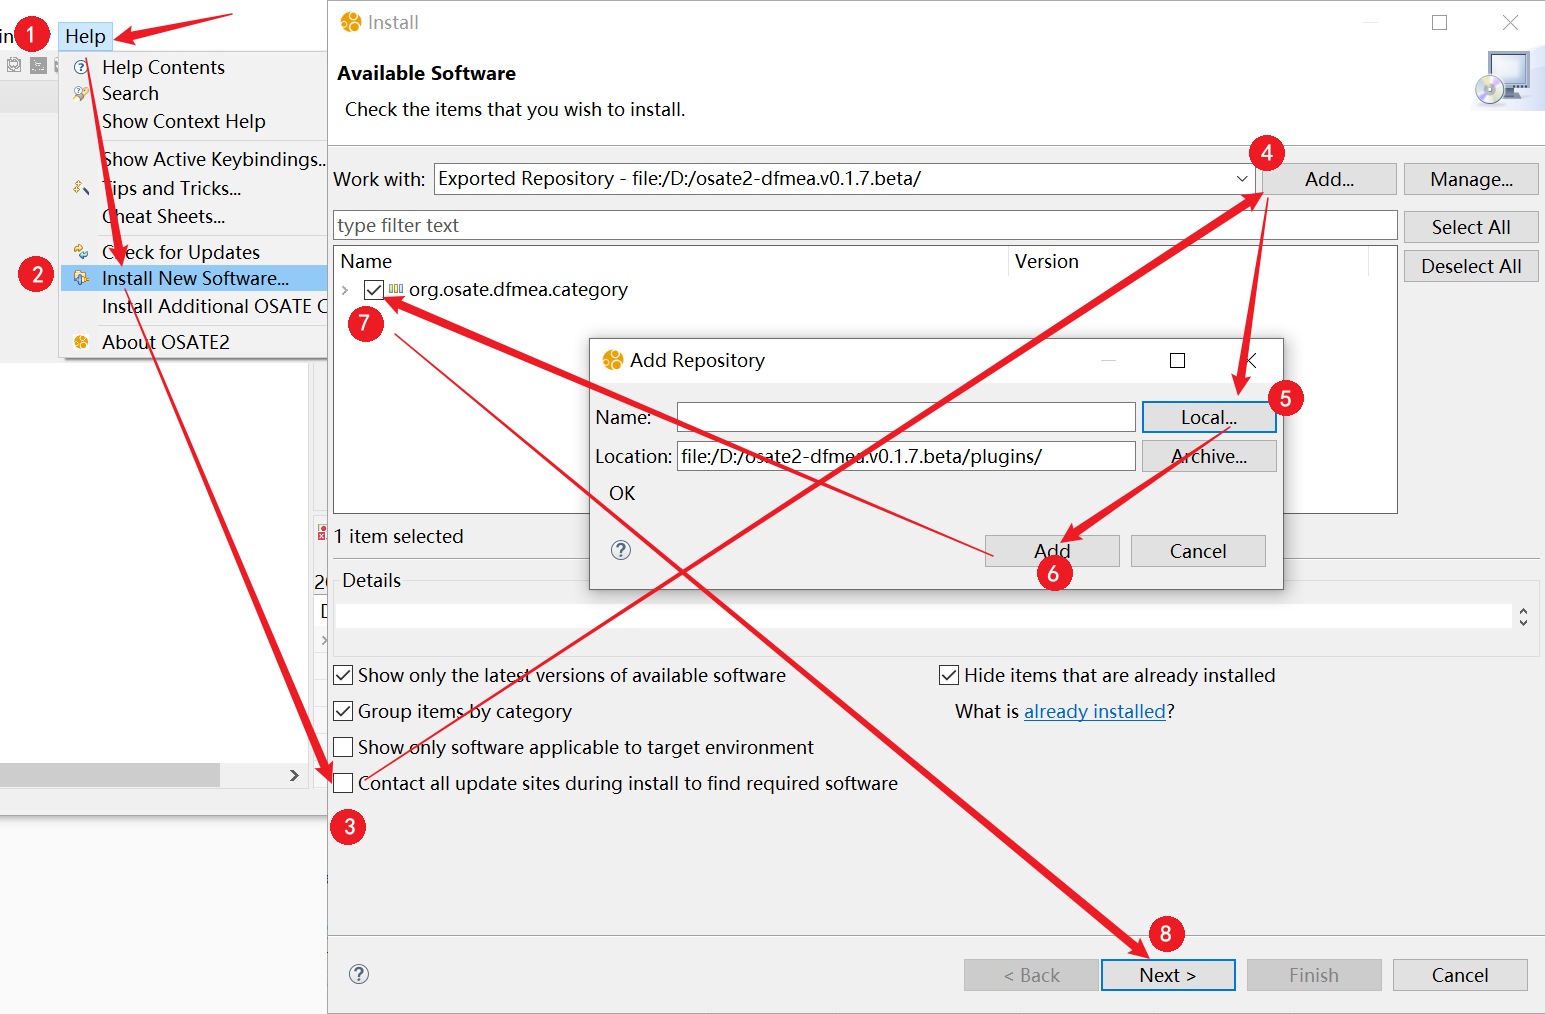 in
1
Help
Help Contents
Search
Show Context Help
Show Active Keybindings...
Tips and Tricks...
Cheat Sheets...
Check for Updates
2
Install New Software...
Install Additional OSATE C
About OSATE2
20
D
Install
Available Software
Check the items that you wish to install.
4
Work with: Exported Repository - file:/D:/osate2-dfmea.v0.1.7.beta/ Add... Manage...
type filter text Select All
Deselect All
Name Version
org.osate.dfmea.category
7
Add Repository
5
Name: Local...
Location: file:/D:/osate2-dfmea.v0.1.7.beta/plugins/ Archive...
OK
Add Cancel
6
1 item selected
Details
Show only the latest versions of available software Hide items that are already installed
Group items by category What is already installed?
Show only software applicable to target environment
Contact all update sites during install to find required software
3
8
< Back Next > Finish Cancel